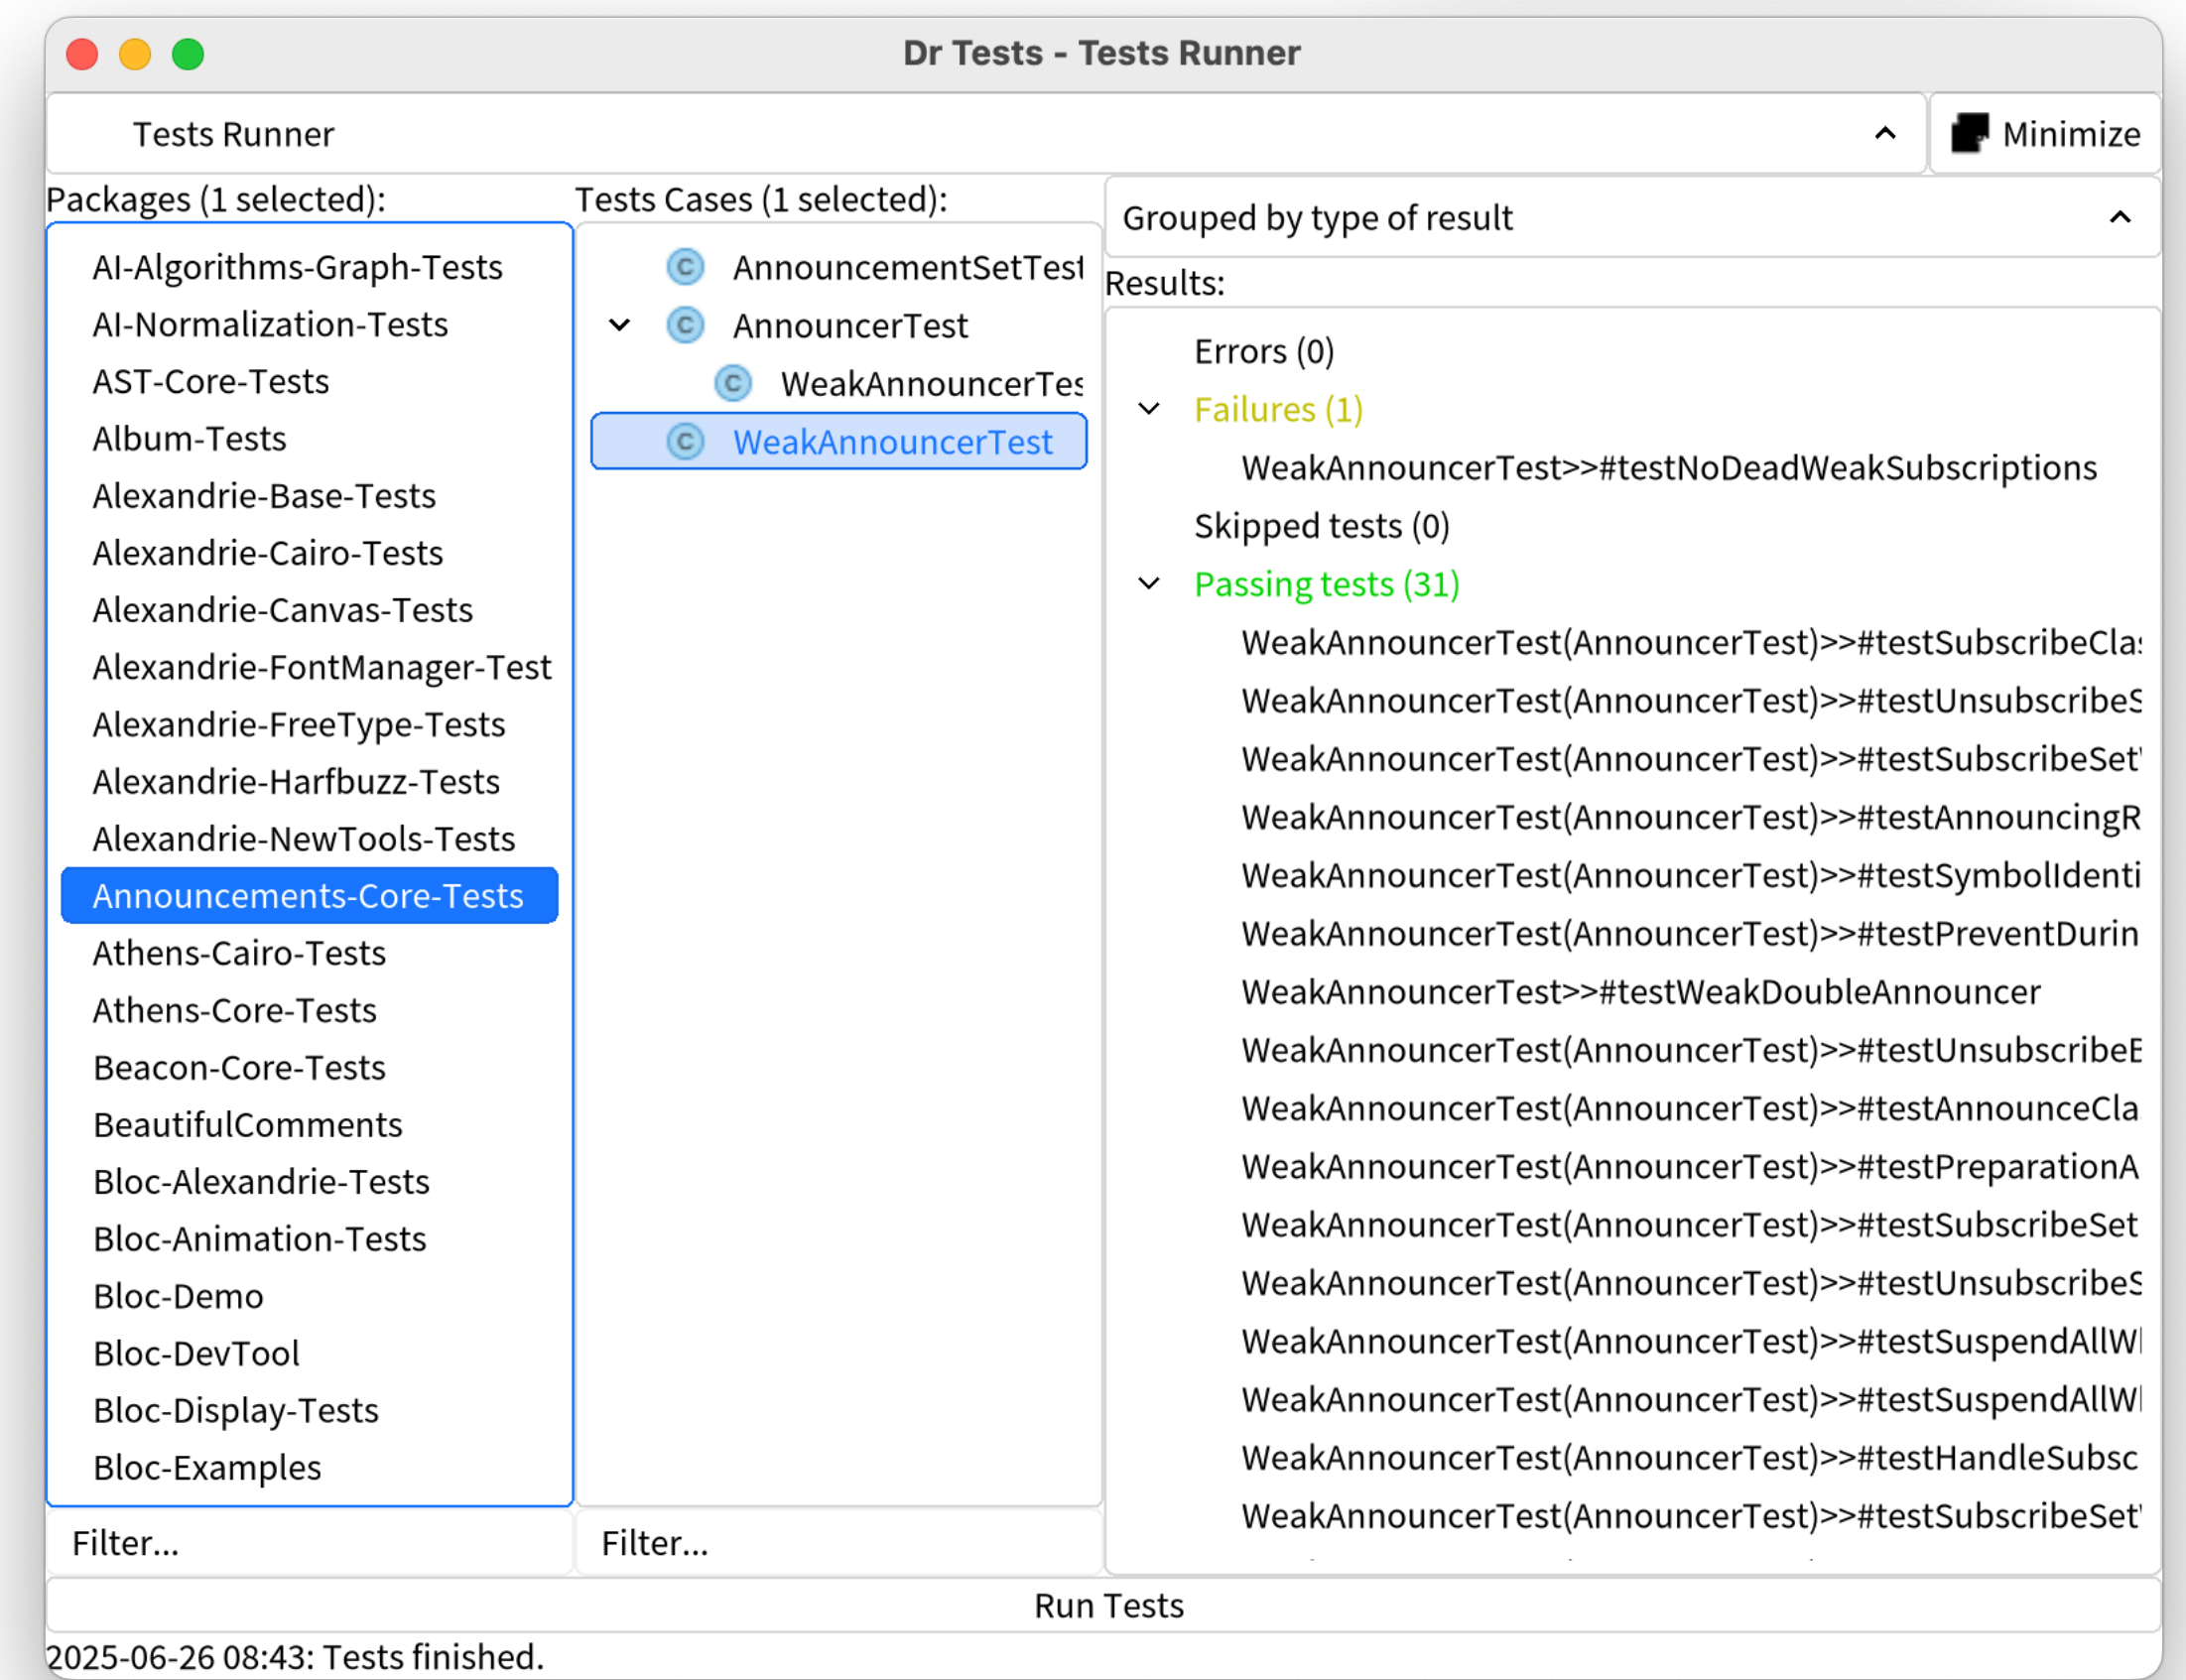 Dr Tests - Tests Runner
Tests Runner
Minimize
Packages (1 selected):
AI-Algorithms-Graph-Tests
AI-Normalization-Tests
AST-Core-Tests
Album-Tests
Alexandrie-Base-Tests
Alexandrie-Cairo-Tests
Alexandrie-Canvas-Tests
Alexandrie-FontManager-Test
Alexandrie-FreeType-Tests
Alexandrie-Harfbuzz-Tests
Alexandrie-NewTools-Tests
Announcements-Core-Tests
Athens-Cairo-Tests
Athens-Core-Tests
Beacon-Core-Tests
BeautifulComments
Bloc-Alexandrie-Tests
Bloc-Animation-Tests
Bloc-Demo
Bloc-DevTool
Bloc-Display-Tests
Bloc-Examples
Filter...
Tests Cases (1 selected):
C AnnouncementSetTest
C AnnouncerTest
C WeakAnnouncerTes
C WeakAnnouncerTest
Filter...
Grouped by type of result
Results:
Errors (0)
Failures (1)
WeakAnnouncerTest>>#testNoDeadWeakSubscriptions
Skipped tests (0)
Passing tests (31)
WeakAnnouncerTest(AnnouncerTest)>>#testSubscribeClas
WeakAnnouncerTest(AnnouncerTest)>>#testUnsubscribeS
WeakAnnouncerTest(AnnouncerTest)>>#testSubscribeSet
WeakAnnouncerTest(AnnouncerTest)>>#testAnnouncingR
WeakAnnouncerTest(AnnouncerTest)>>#testSymbolIdenti
WeakAnnouncerTest(AnnouncerTest)>>#testPreventDurin
WeakAnnouncerTest>>#testWeakDoubleAnnouncer
WeakAnnouncerTest(AnnouncerTest)>>#testUnsubscribeB
WeakAnnouncerTest(AnnouncerTest)>>#testAnnounceCla
WeakAnnouncerTest(AnnouncerTest)>>#testPreparationA
WeakAnnouncerTest(AnnouncerTest)>>#testSubscribeSet
WeakAnnouncerTest(AnnouncerTest)>>#testUnsubscribeS
WeakAnnouncerTest(AnnouncerTest)>>#testSuspendAllWh
WeakAnnouncerTest(AnnouncerTest)>>#testSuspendAllWh
WeakAnnouncerTest(AnnouncerTest)>>#testHandleSubsc
WeakAnnouncerTest(AnnouncerTest)>>#testSubscribeSet
Run Tests
2025-06-26 08:43: Tests finished.